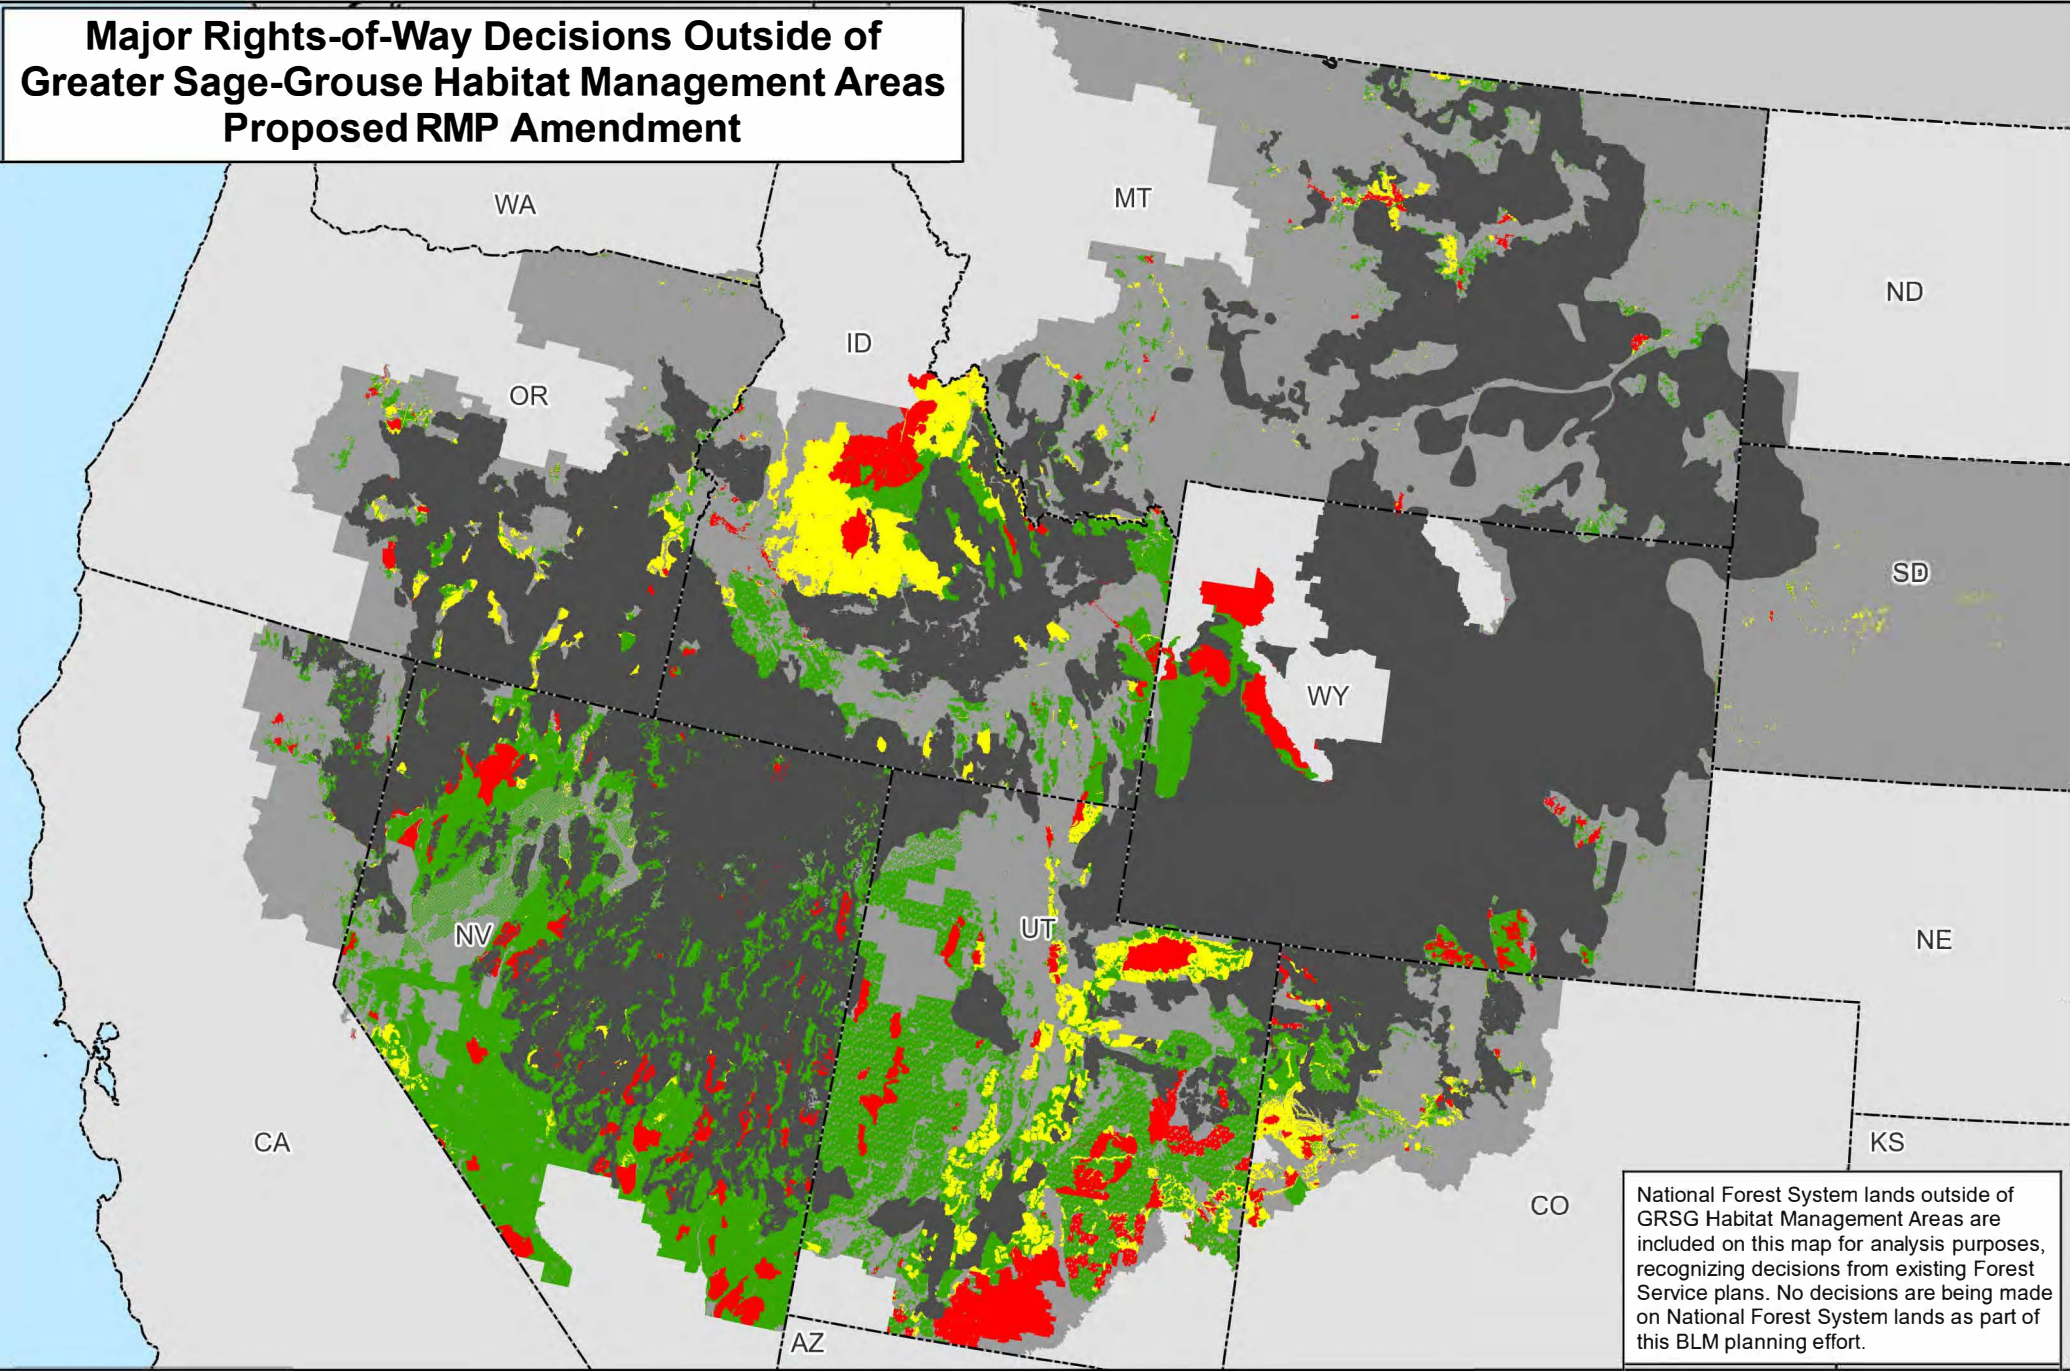 Major Rights-of-Way Decisions Outside of
Greater Sage-Grouse Habitat Management Areas
Proposed RMP Amendment
WA
MT
ND
ID
OR
SD
WY
NV
UT
NE
CA
KS
CO
AZ
National Forest System lands outside of
GRSG Habitat Management Areas are
included on this map for analysis purposes,
recognizing decisions from existing Forest
Service plans. No decisions are being made
on National Forest System lands as part of
this BLM planning effort.